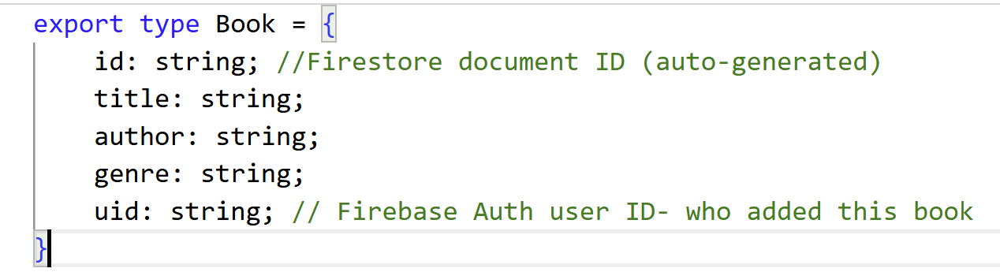 export type Book = {
    id: string; //Firestore document ID (auto-generated)
    title: string;
    author: string;
    genre: string;
    uid: string; // Firebase Auth user ID- who added this book
}